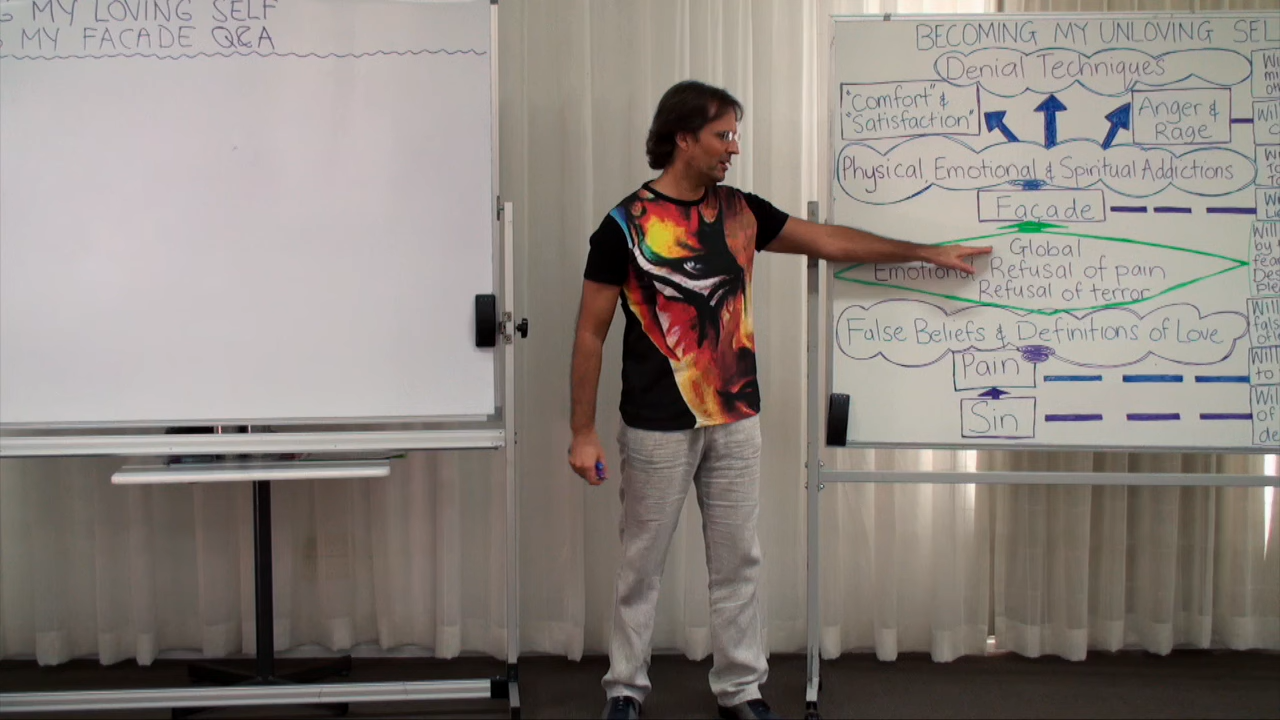 MY LOVING SELF
MY FACADE Q&A
BECOMING MY UNLOVING SEL
Denial Techniques
"Comfort" &
"Satisfaction"
Anger &
Rage
Physical, Emotional & Spiritual Addictions
Façade
Global
Emotional Refusal of pain
Refusal of terror
False Beliefs & Definitions of Love
Pain
Sin